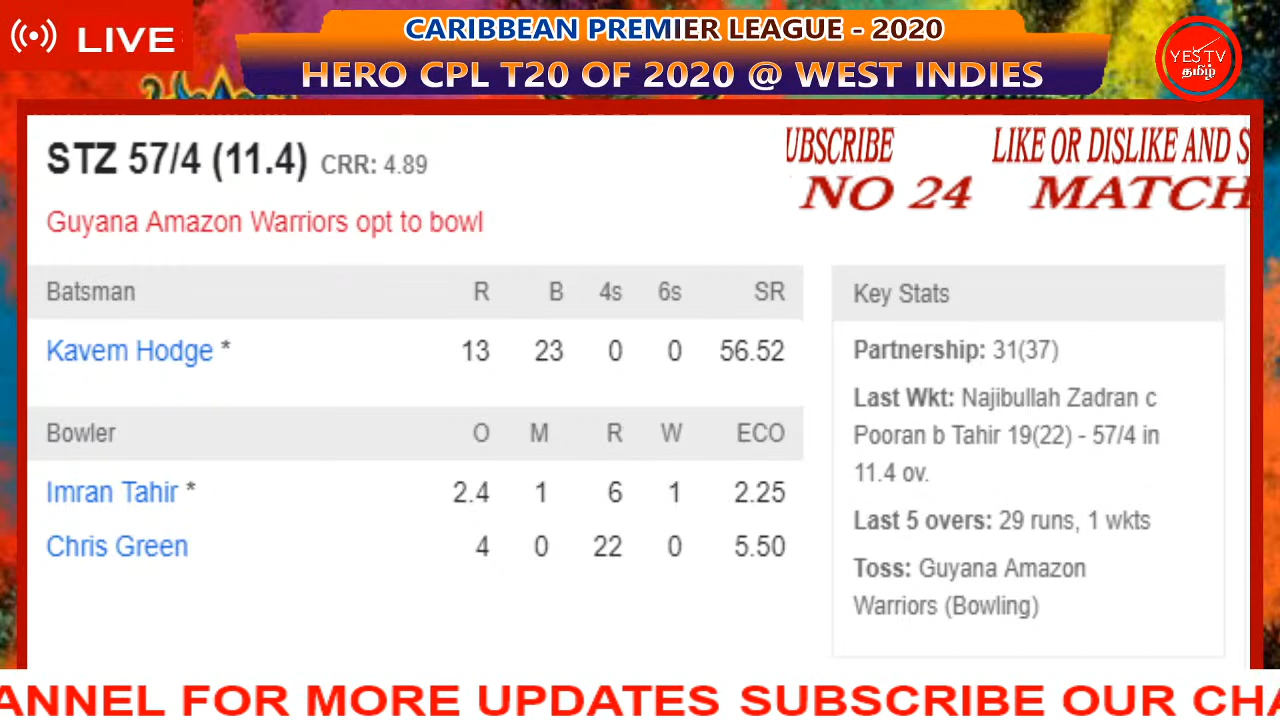 LIVE
CARIBBEAN PREMIER LEAGUE - 2020
HERO CPL T20 OF 2020 @ WEST INDIES
YES TV
தமிழ்
STZ 57/4 (11.4) CRR: 4.89
UBSCRIBE LIKE OR DISLIKE AND S
NO 24 MATCH
Guyana Amazon Warriors opt to bowl
Batsman R B 4s 6s SR
Kavem Hodge * 13 23 0 0 56.52
Bowler O M R W ECO
Imran Tahir * 2.4 1 6 1 2.25
Chris Green 4 0 22 0 5.50
Key Stats
Partnership: 31(37)
Last Wkt: Najibullah Zadran c
Pooran b Tahir 19(22) - 57/4 in
11.4 ov.
Last 5 overs: 29 runs, 1 wkts
Toss: Guyana Amazon
Warriors (Bowling)
ANNEL FOR MORE UPDATES SUBSCRIBE OUR CHA